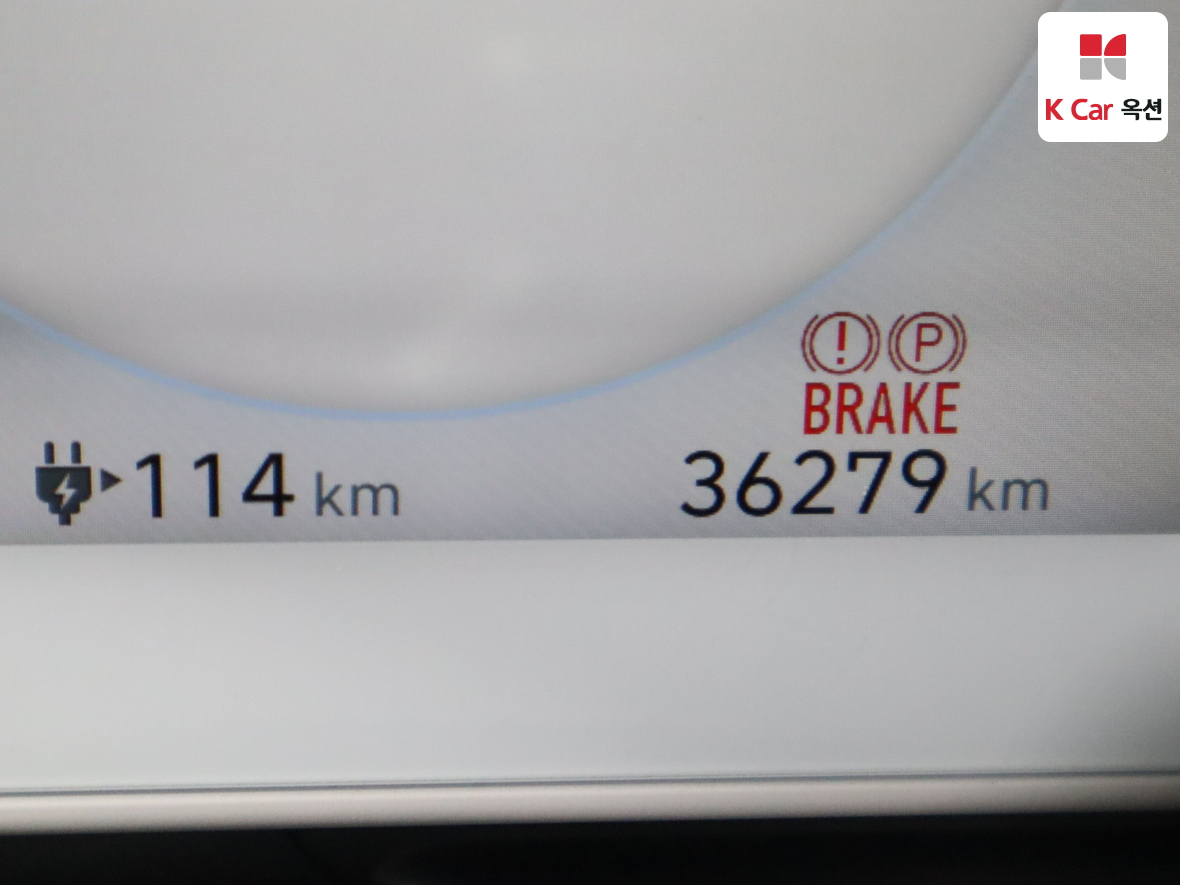 K Car 옥션
! P
BRAKE
114 km
36279 km